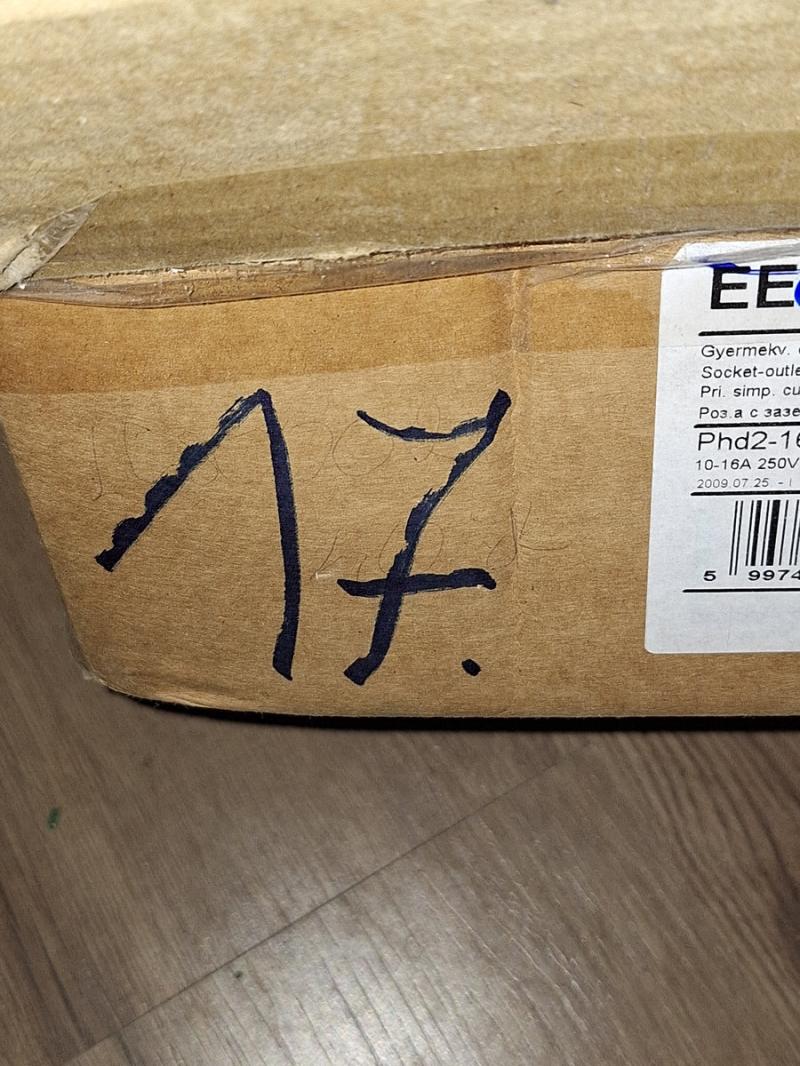 17.
EE
Gyermekv.
Socket-outle
Pri. simp. cu
Роз.а с зазе
Phd2-16
10-16A 250V
2009.07.25. - I
5 9974